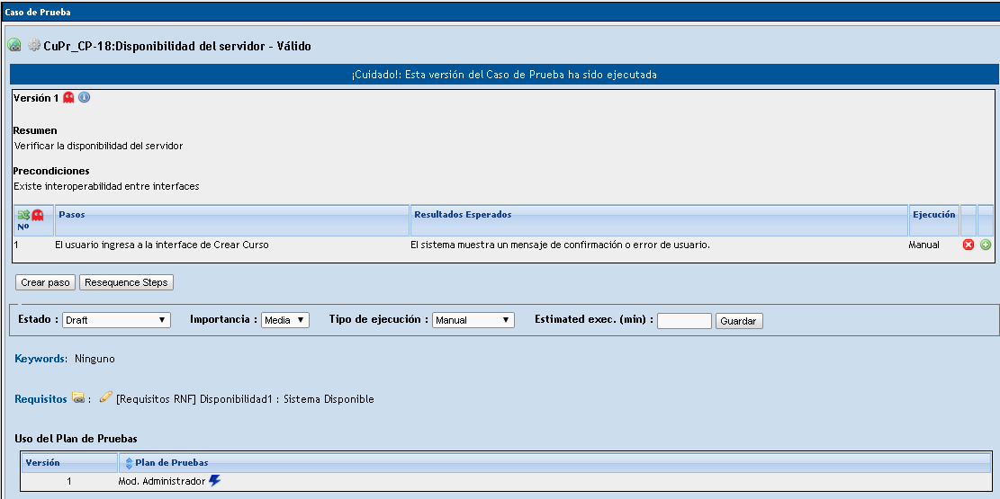 Caso de Prueba
CuPr_CP-18:Disponibilidad del servidor - Válido
¡Cuidado!: Esta versión del Caso de Prueba ha sido ejecutada
Versión 1
Resumen
Verificar la disponibilidad del servidor
Precondiciones
Existe interoperabilidad entre interfaces
Nº Pasos Resultados Esperados Ejecución
1 El usuario ingresa a la interface de Crear Curso El sistema muestra un mensaje de confirmación o error de usuario. Manual
Crear paso Resequence Steps
Estado : Draft Importancia : Media Tipo de ejecución : Manual Estimated exec. (min) : Guardar
Keywords: Ninguno
Requisitos : [Requisitos RNF] Disponibilidad1 : Sistema Disponible
Uso del Plan de Pruebas
Versión Plan de Pruebas
1 Mod. Administrador